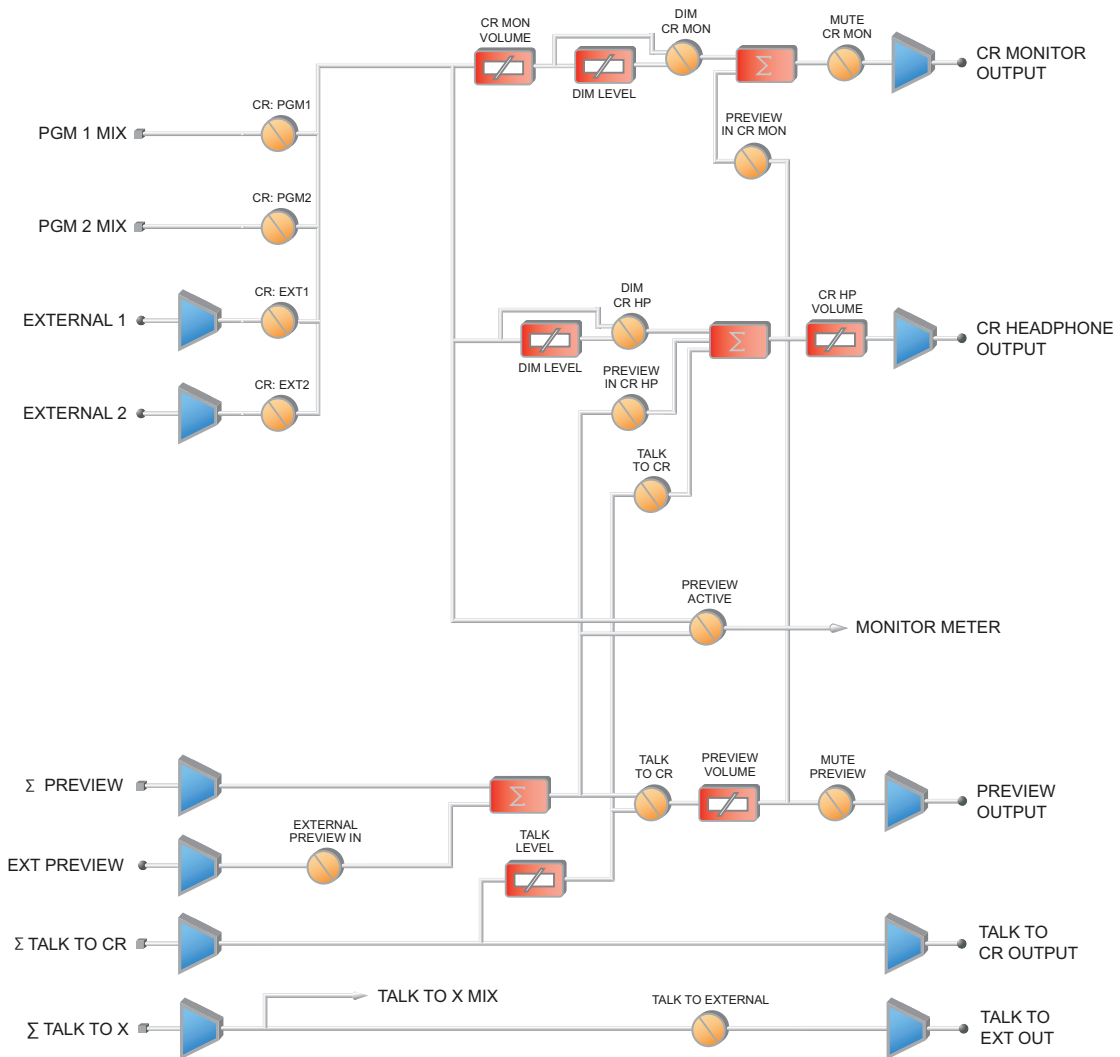 CR MON
VOLUME
DIM
CR MON
MUTE
CR MON
CR MONITOR
OUTPUT
Σ
DIM LEVEL
CR: PGM1
PGM 1 MIX
PREVIEW
IN CR MON
CR: PGM2
PGM 2 MIX
CR: EXT1
EXTERNAL 1
DIM
CR HP
CR HP
VOLUME
CR HEADPHONE
OUTPUT
Σ
DIM LEVEL
CR: EXT2
EXTERNAL 2
PREVIEW
IN CR HP
TALK
TO CR
PREVIEW
ACTIVE
MONITOR METER
Σ PREVIEW
Σ
TALK
TO CR
PREVIEW
VOLUME
MUTE
PREVIEW
PREVIEW
OUTPUT
EXTERNAL
PREVIEW IN
EXT PREVIEW
TALK
LEVEL
Σ TALK TO CR
TALK TO
CR OUTPUT
TALK TO X MIX
TALK TO EXTERNAL
Σ TALK TO X
TALK TO
EXT OUT